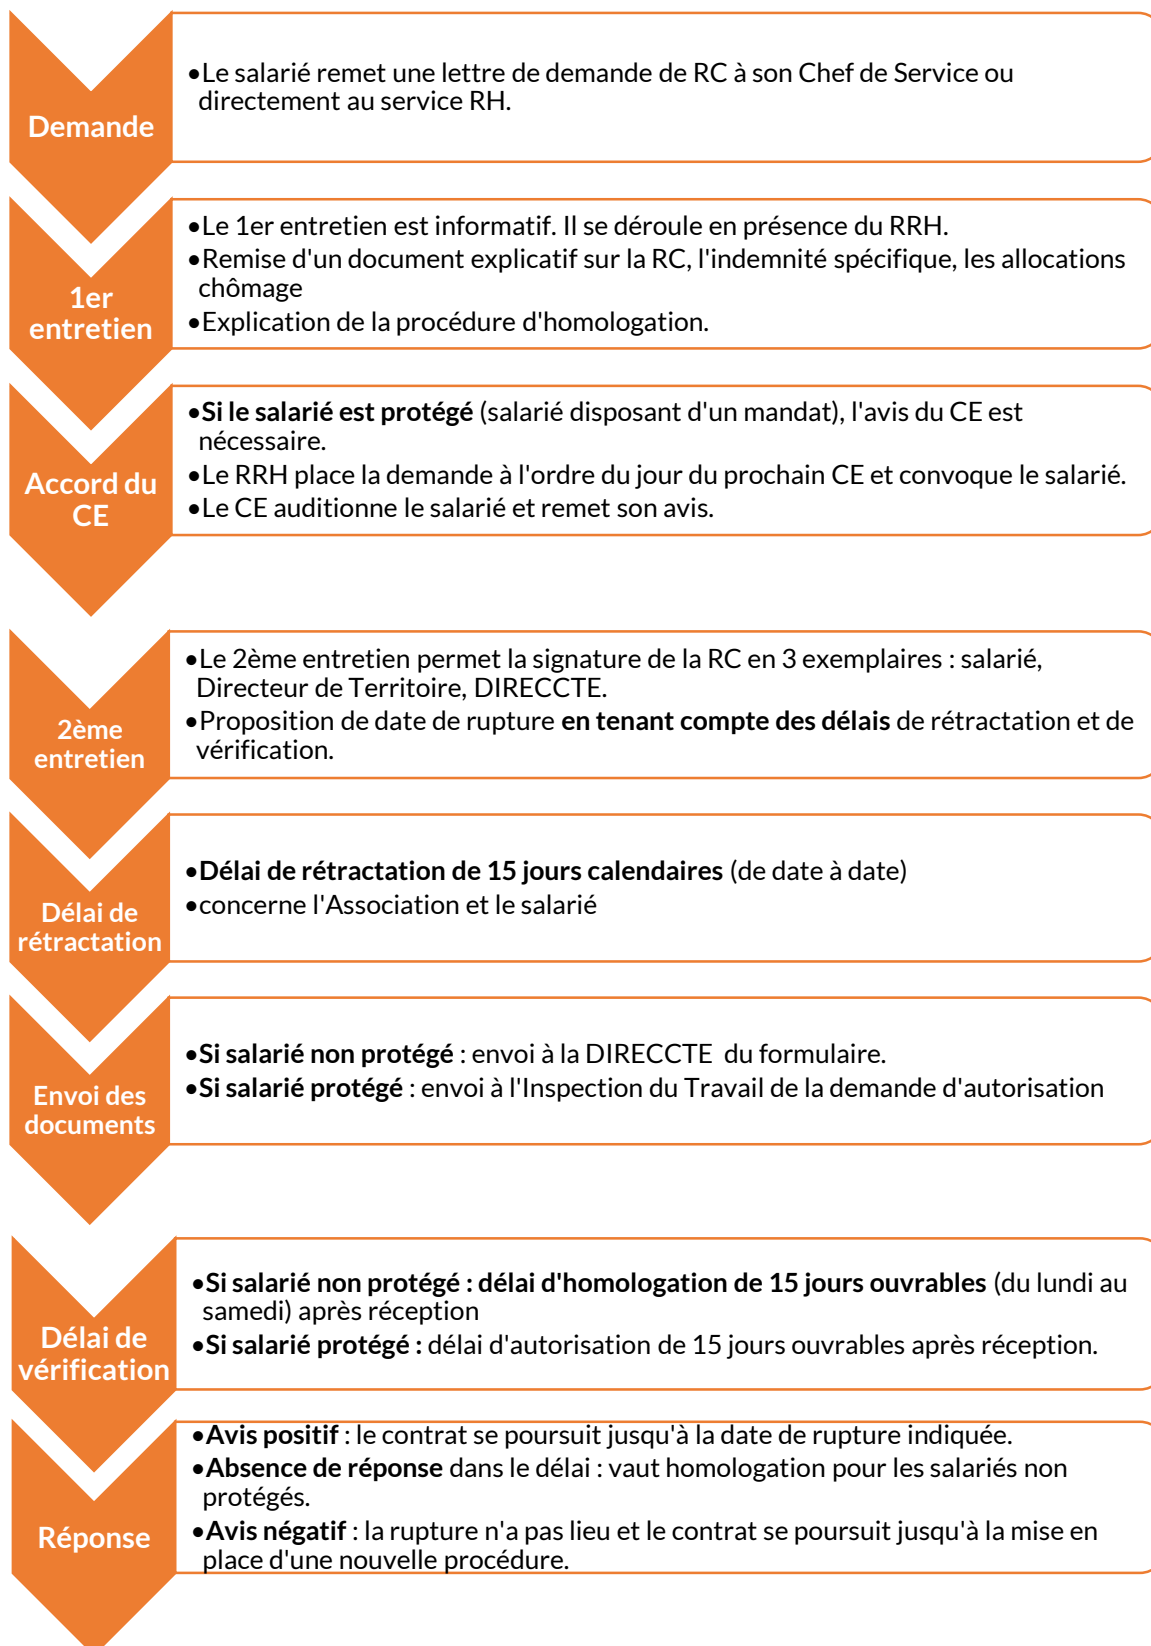 Demande
•Le salarié remet une lettre de demande de RC à son Chef de Service ou
directement au service RH.
1er
entretien
•Le 1er entretien est informatif. Il se déroule en présence du RRH.
•Remise d'un document explicatif sur la RC, l'indemnité spécifique, les allocations
chômage
•Explication de la procédure d'homologation.
Accord du
CE
•Si le salarié est protégé (salarié disposant d'un mandat), l'avis du CE est
nécessaire.
•Le RRH place la demande à l'ordre du jour du prochain CE et convoque le salarié.
•Le CE auditionne le salarié et remet son avis.
2ème
entretien
•Le 2ème entretien permet la signature de la RC en 3 exemplaires : salarié,
Directeur de Territoire, DIRECCTE.
•Proposition de date de rupture en tenant compte des délais de rétractation et de
vérification.
Délai de
rétractation
•Délai de rétractation de 15 jours calendaires (de date à date)
•concerne l'Association et le salarié
Envoi des
documents
•Si salarié non protégé : envoi à la DIRECCTE  du formulaire.
•Si salarié protégé : envoi à l'Inspection du Travail de la demande d'autorisation
Délai de
vérification
•Si salarié non protégé : délai d'homologation de 15 jours ouvrables (du lundi au
samedi) après réception
•Si salarié protégé : délai d'autorisation de 15 jours ouvrables après réception.
Réponse
•Avis positif : le contrat se poursuit jusqu'à la date de rupture indiquée.
•Absence de réponse dans le délai : vaut homologation pour les salariés non
protégés.
•Avis négatif : la rupture n'a pas lieu et le contrat se poursuit jusqu'à la mise en
place d'une nouvelle procédure.